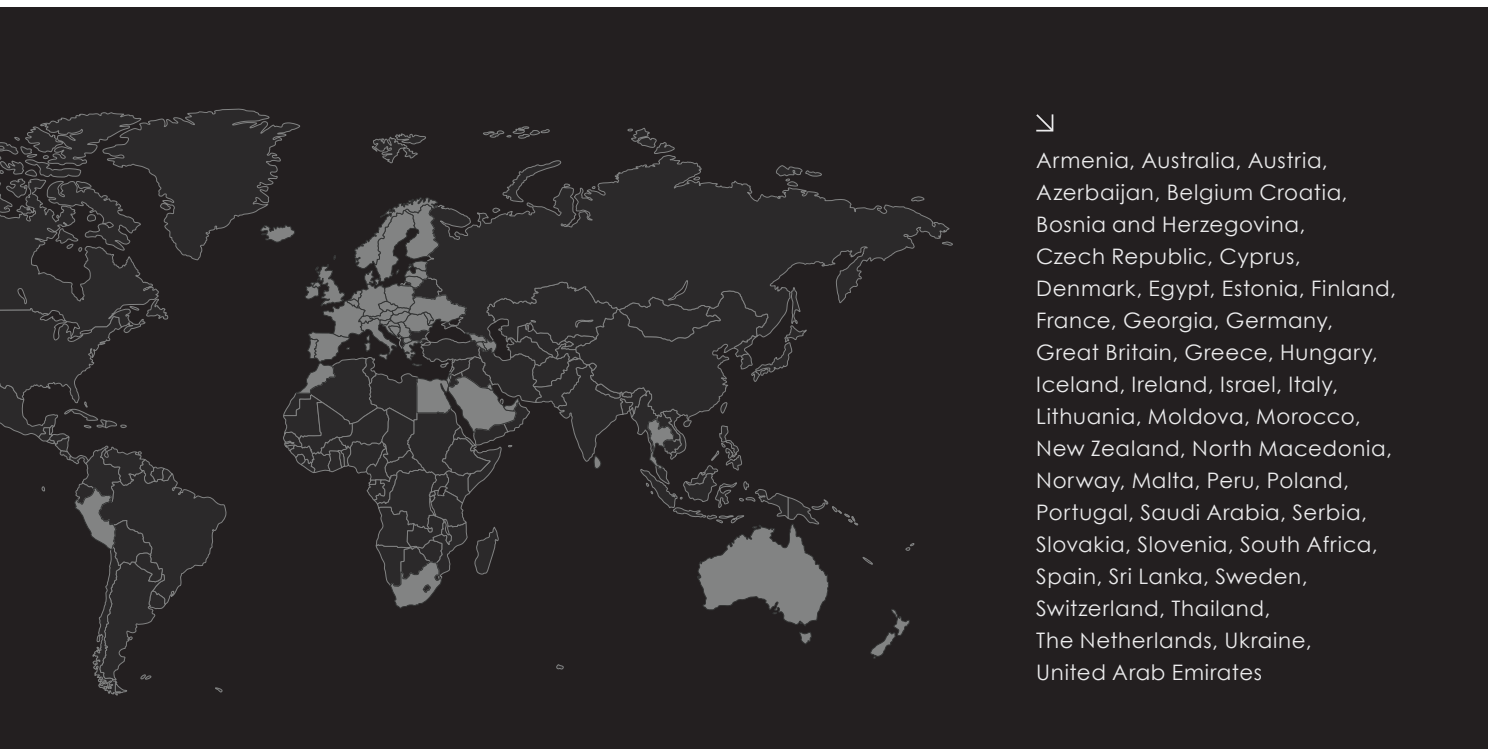 Armenia, Australia, Austria,
Azerbaijan, Belgium Croatia,
Bosnia and Herzegovina,
Czech Republic, Cyprus,
Denmark, Egypt, Estonia, Finland,
France, Georgia, Germany,
Great Britain, Greece, Hungary,
Iceland, Ireland, Israel, Italy,
Lithuania, Moldova, Morocco,
New Zealand, North Macedonia,
Norway, Malta, Peru, Poland,
Portugal, Saudi Arabia, Serbia,
Slovakia, Slovenia, South Africa,
Spain, Sri Lanka, Sweden,
Switzerland, Thailand,
The Netherlands, Ukraine,
United Arab Emirates